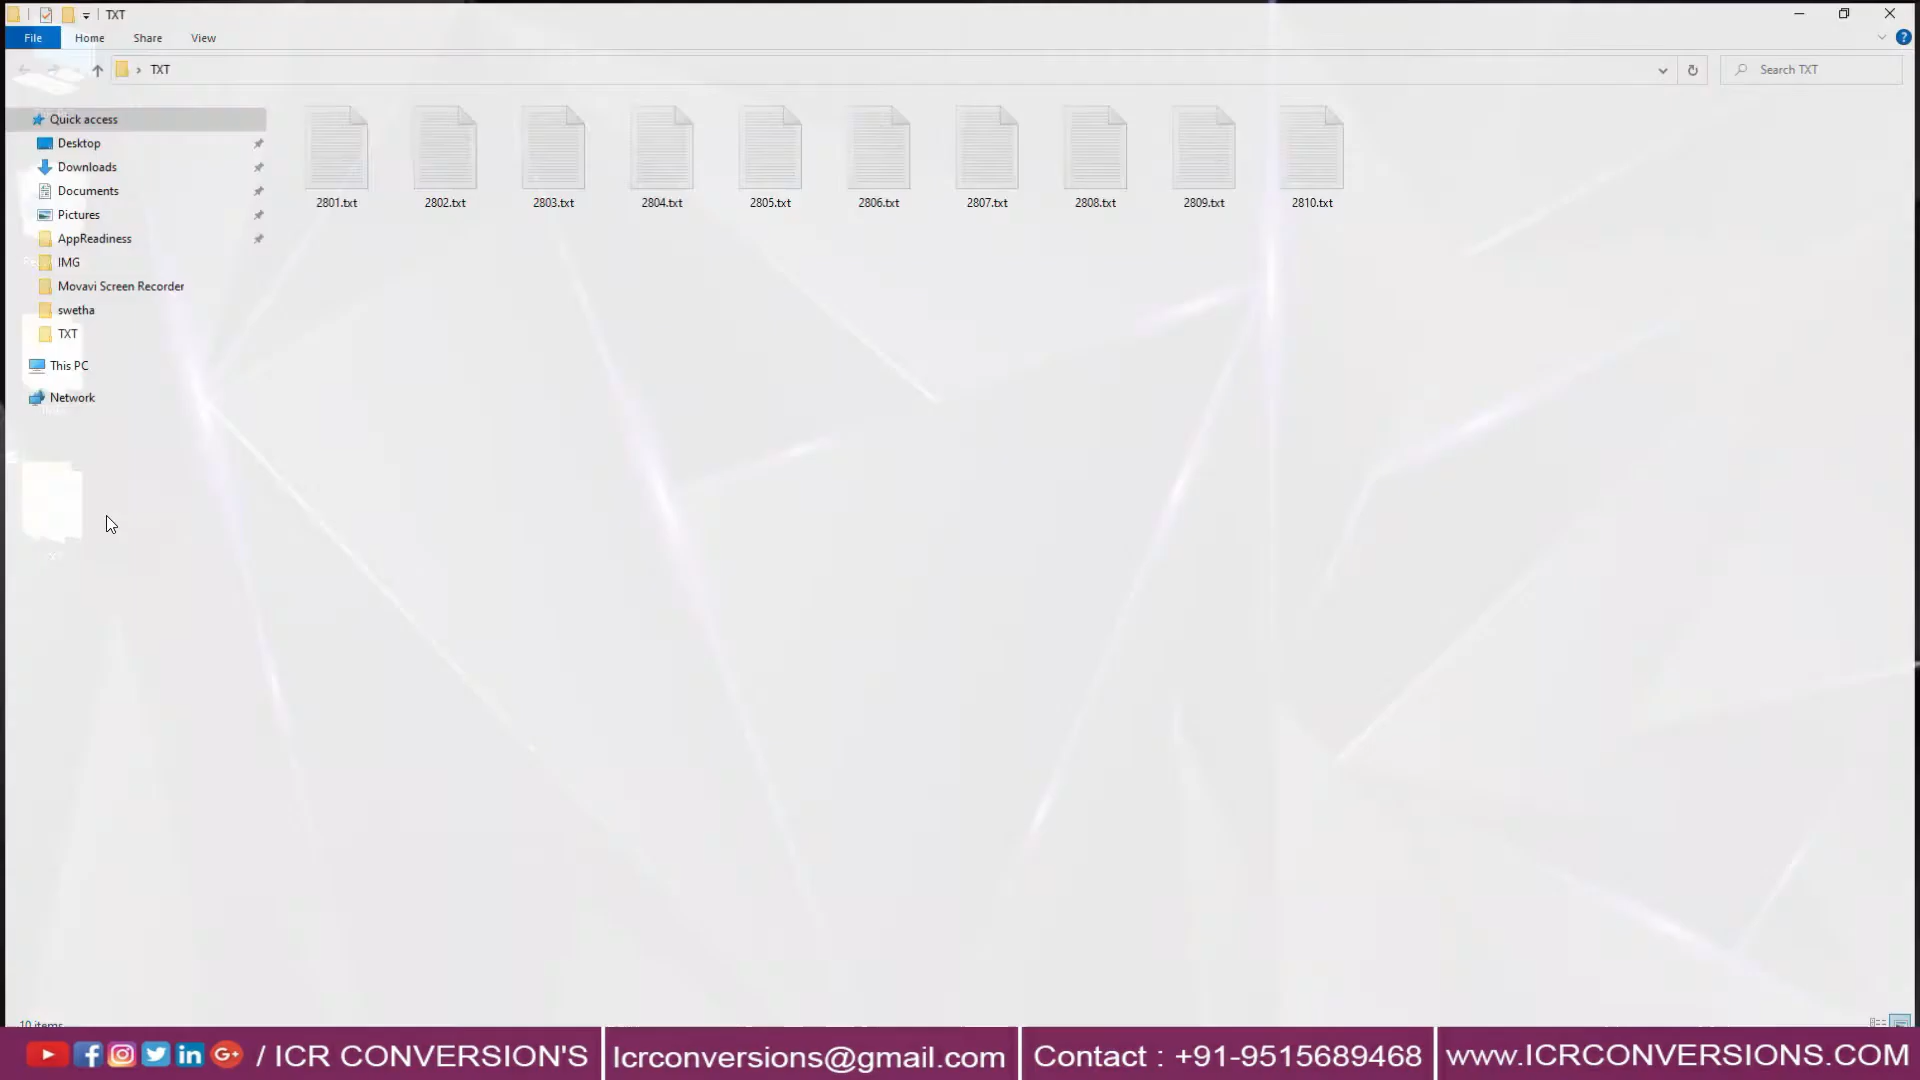 TXT
File Home Share View
› TXT
Search TXT
Quick access
Desktop
Downloads
Documents
Pictures
AppReadiness
IMG
Movavi Screen Recorder
swetha
TXT
This PC
Network
2801.txt 2802.txt 2803.txt 2804.txt 2805.txt 2806.txt 2807.txt 2808.txt 2809.txt 2810.txt
10 items
/ ICR CONVERSION'S Icrconversions@gmail.com Contact : +91-9515689468 www.ICRCONVERSIONS.COM